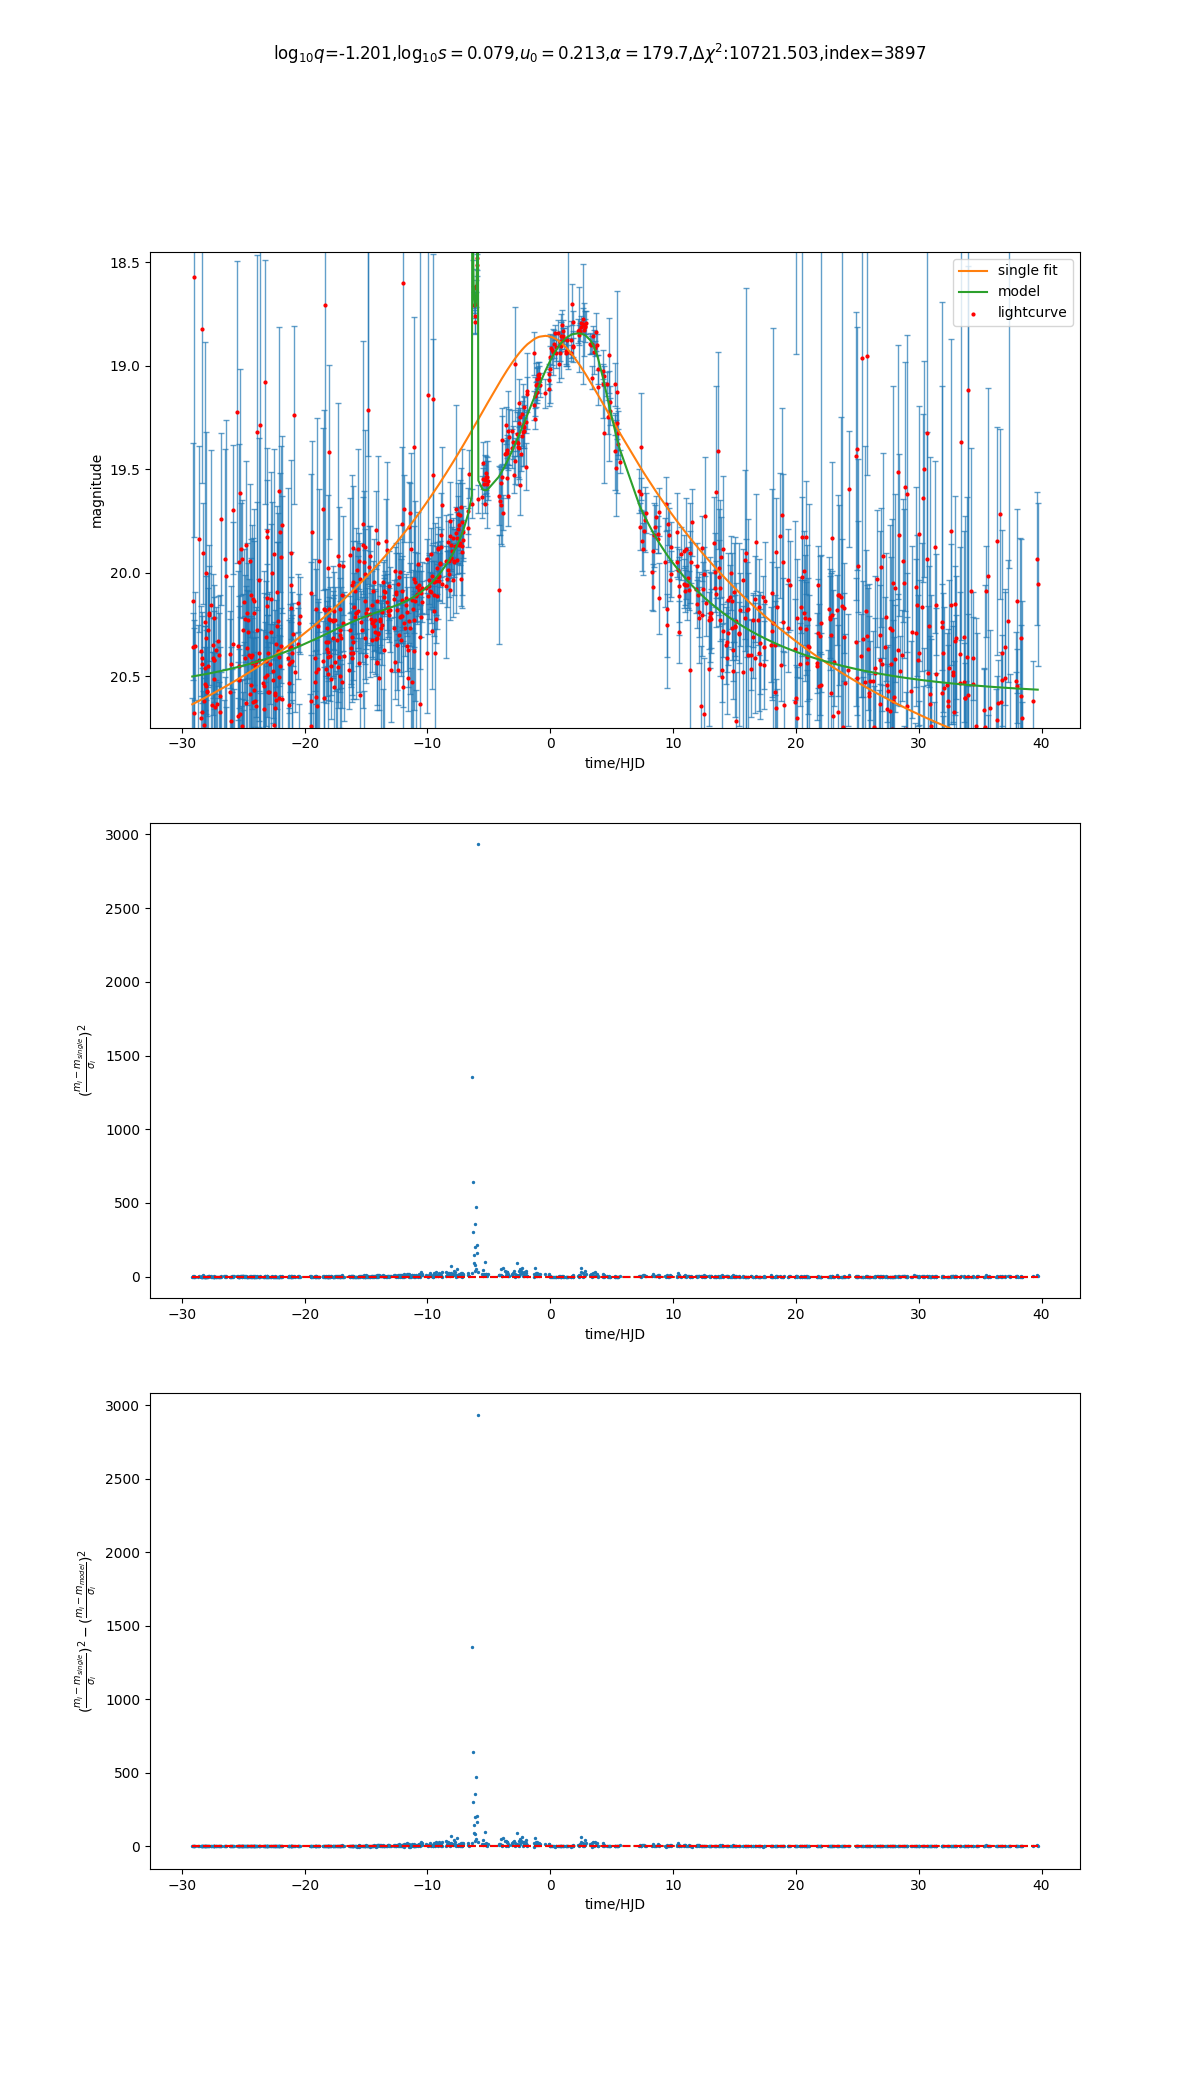 log₁₀q=-1.201,log₁₀s = 0.079,u₀ = 0.213,α = 179.7,Δχ²:10721.503,index=3897
18.5
19.0
19.5
20.0
20.5
magnitude
single fit
model
lightcurve
−30 −20 −10 0 10 20 30 40
time/HJD
3000
2500
2000
1500
1000
500
0
((mᵢ − m_single)/σᵢ)²
−30 −20 −10 0 10 20 30 40
time/HJD
3000
2500
2000
1500
1000
500
0
((mᵢ − m_single)/σᵢ)² − ((mᵢ − m_model)/σᵢ)²
−30 −20 −10 0 10 20 30 40
time/HJD